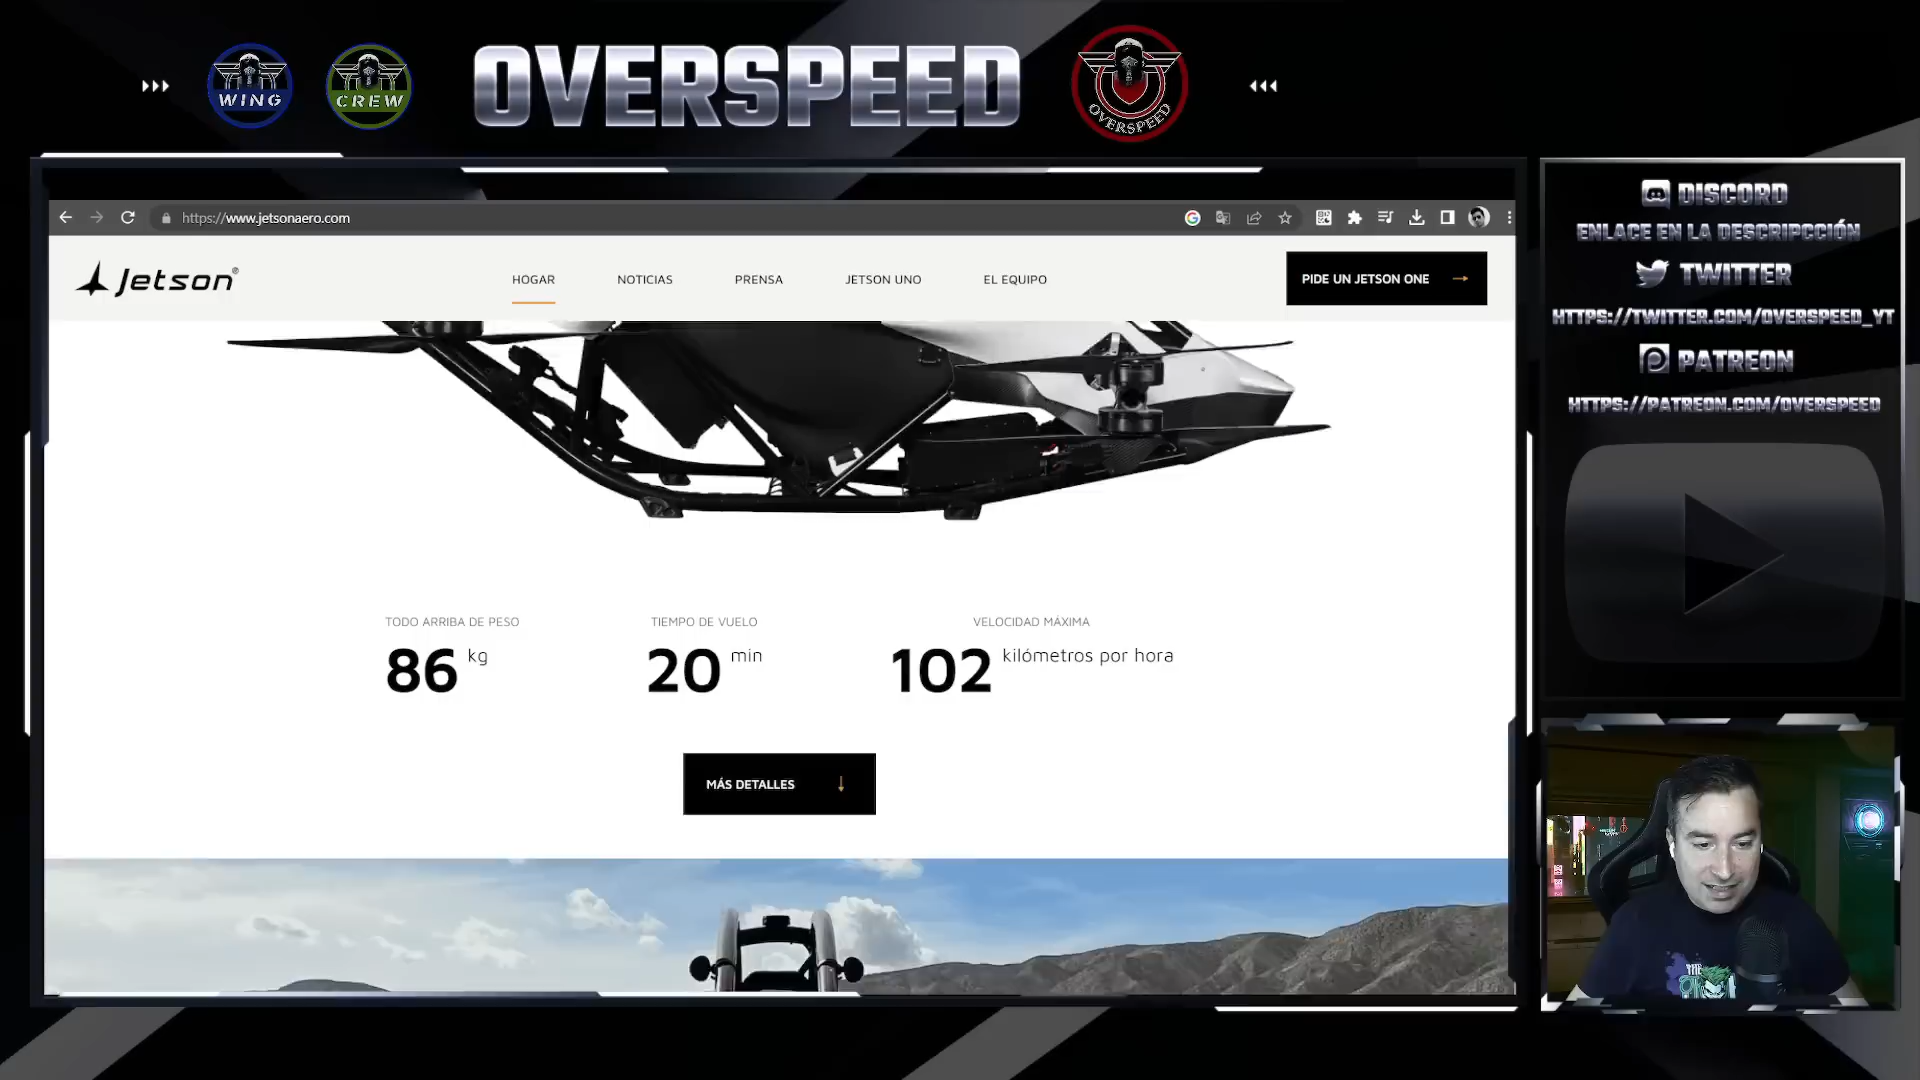 WING
CREW
OVERSPEED
OVERSPEED
https://www.jetsonaero.com
Jetson®
HOGAR
NOTICIAS
PRENSA
JETSON UNO
EL EQUIPO
PIDE UN JETSON ONE
TODO ARRIBA DE PESO
86 kg
TIEMPO DE VUELO
20 min
VELOCIDAD MÁXIMA
102 kilómetros por hora
MÁS DETALLES
DISCORD
ENLACE EN LA DESCRIPCCIÓN
TWITTER
HTTPS://TWITTER.COM/OVERSPEED_YT
PATREON
HTTPS://PATREON.COM/OVERSPEED
THE